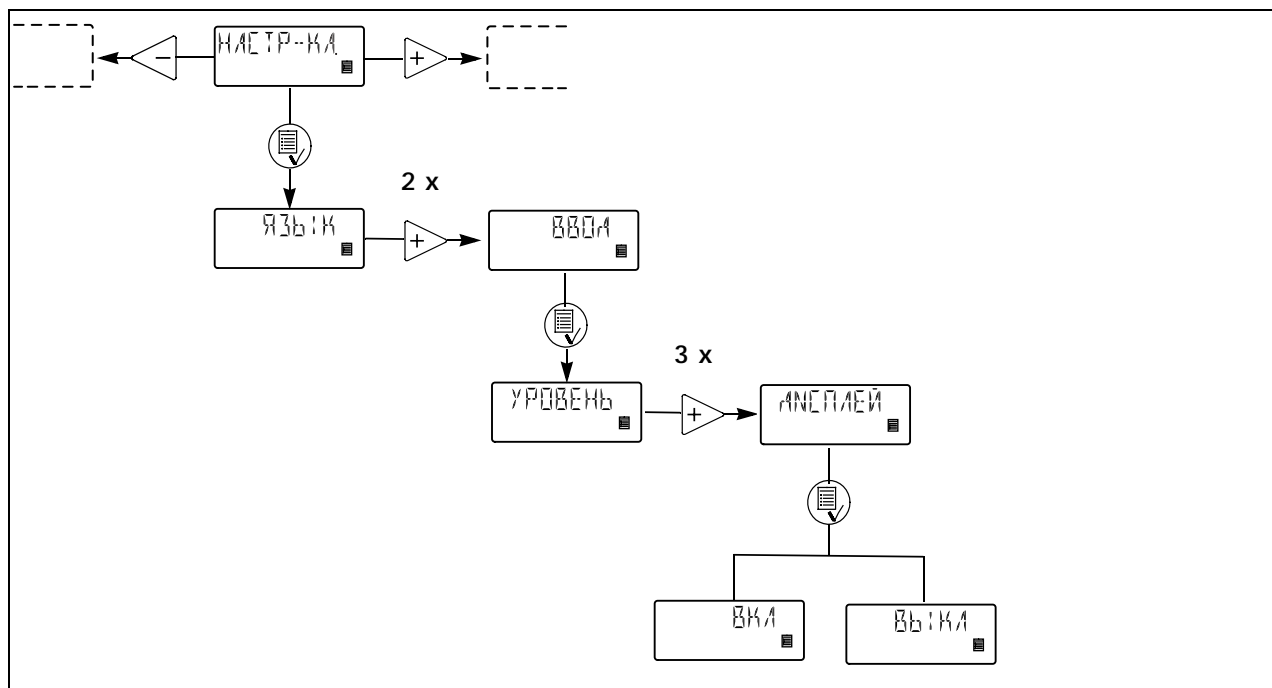 НАСТР-КА
−
+
ЯЗЫК
2 x
+
ВВОД
УРОВЕНЬ
3 x
+
ДИСПЛЕЙ
ВКЛ
ВЫКЛ